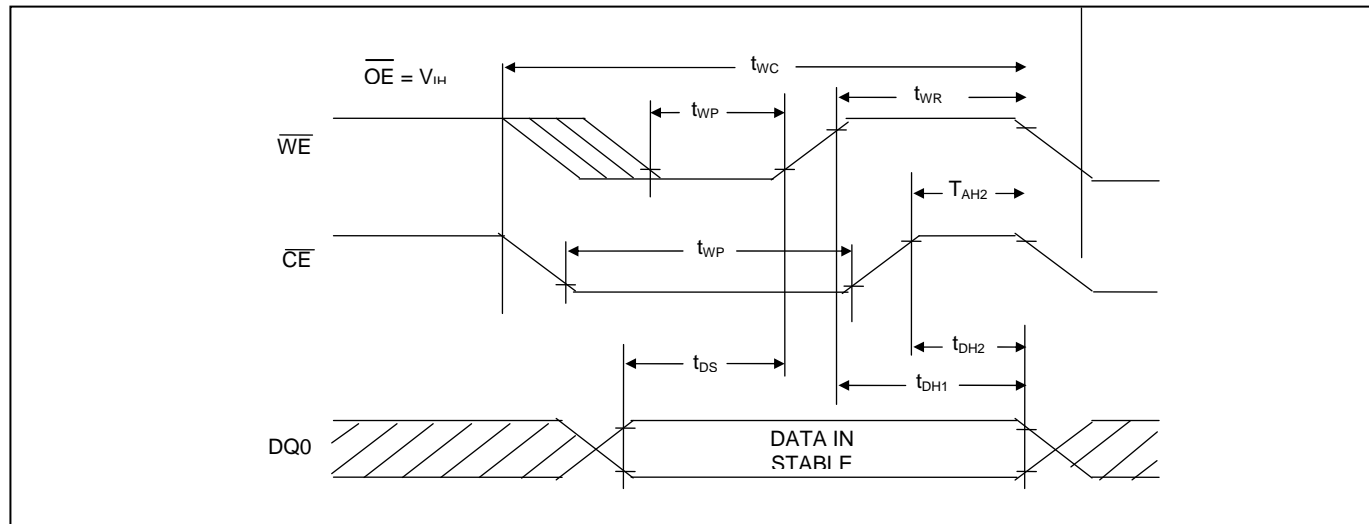 tWC
OE = VIH
tWR
tWP
WE
TAH2
CE
tWP
tDH2
tDS
tDH1
DQ0
DATA IN
STABLE